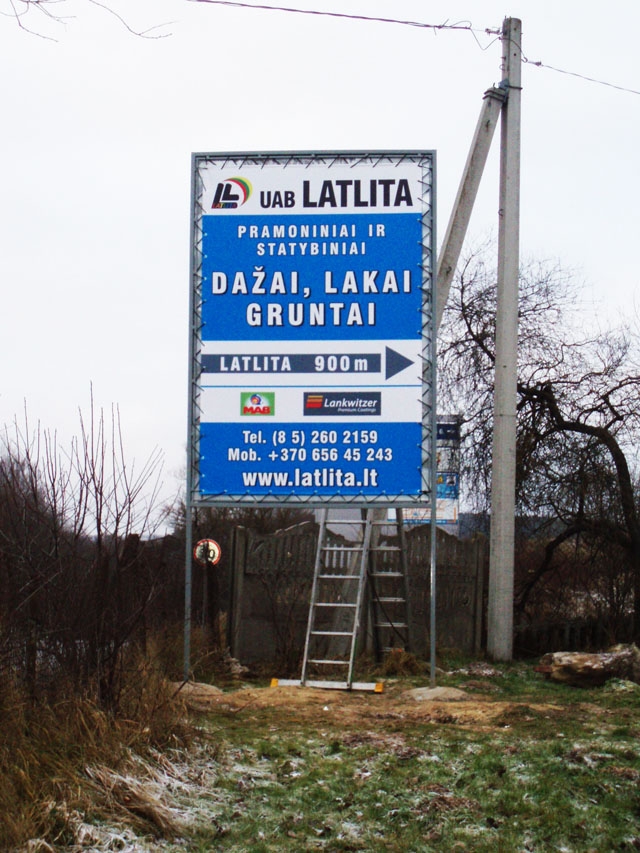 UAB LATLITA
PRAMONINIAI IR
STATYBINIAI
DAŽAI, LAKAI
GRUNTAI
LATLITA 900m
MAB
Lankwitzer
Premium Coatings
Tel. (8 5) 260 2159
Mob. +370 656 45 243
www.latlita.lt